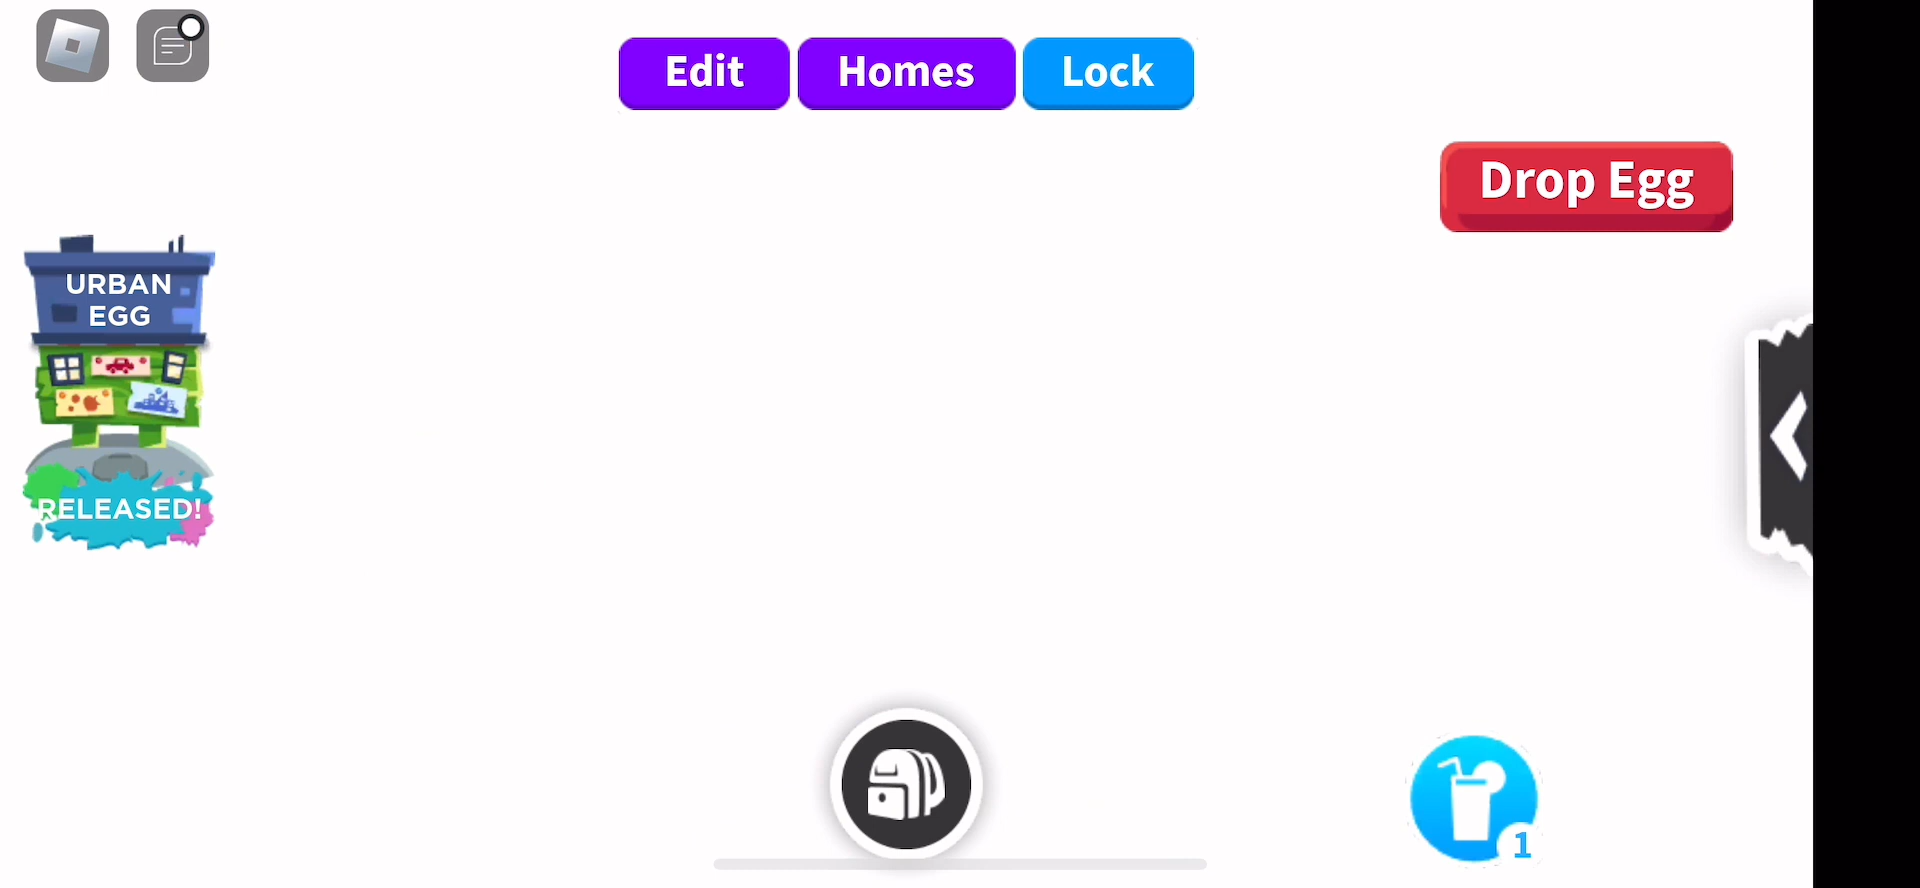 Edit
Homes
Lock
Drop Egg
URBAN
EGG
RELEASED!
1